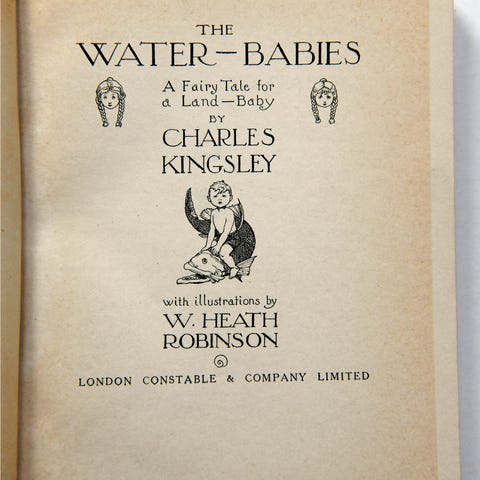 THE
WATER–BABIES
A Fairy Tale for
a Land–Baby
BY
CHARLES
KINGSLEY
with illustrations by
W. HEATH
ROBINSON
LONDON CONSTABLE & COMPANY LIMITED